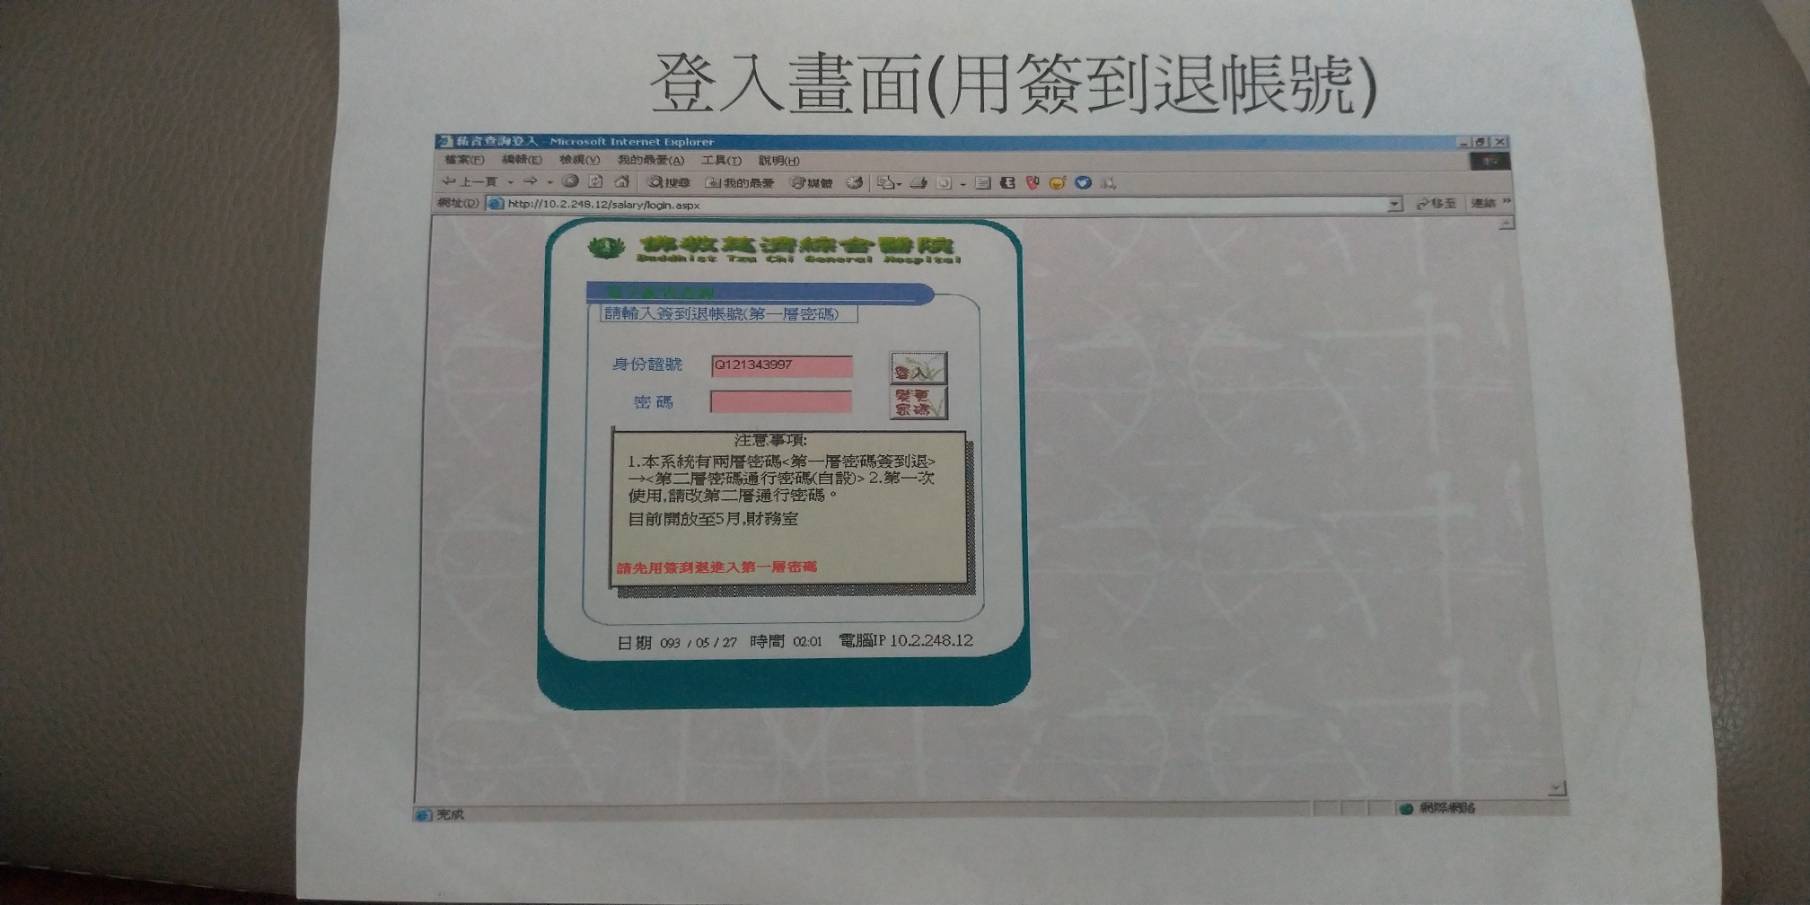 登入畫面(用簽到退帳號)
薪資查詢登入 - Microsoft Internet Explorer
檔案(F) 編輯(E) 檢視(V) 我的最愛(A) 工具(T) 說明(H)
上一頁 搜尋 我的最愛 媒體
網址(D) http://10.2.248.12/salary/login.aspx 移至 連結 »
佛教慈濟綜合醫院
Buddhist Tzu Chi General Hospital
請輸入簽到退帳號(第一層密碼)
身份證號 Q121343997 登入
密碼 變更密碼
注意事項:
1.本系統有兩層密碼<第一層密碼簽到退>
→<第二層密碼通行密碼(自設)> 2.第一次
使用,請改第二層通行密碼。
目前開放至5月,財務室
請先用簽到退進入第一層密碼
日期 093 / 05 / 27 時間 02:01 電腦IP 10.2.248.12
完成 網際網路